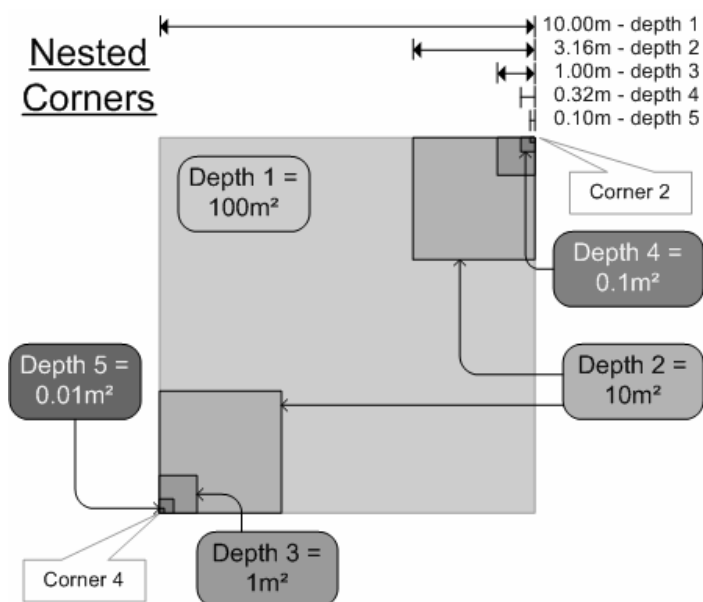 Nested
Corners
10.00m - depth 1
3.16m - depth 2
1.00m - depth 3
0.32m - depth 4
0.10m - depth 5
Depth 1 =
100m²
Corner 2
Depth 4 =
0.1m²
Depth 5 =
0.01m²
Depth 2 =
10m²
Depth 3 =
1m²
Corner 4